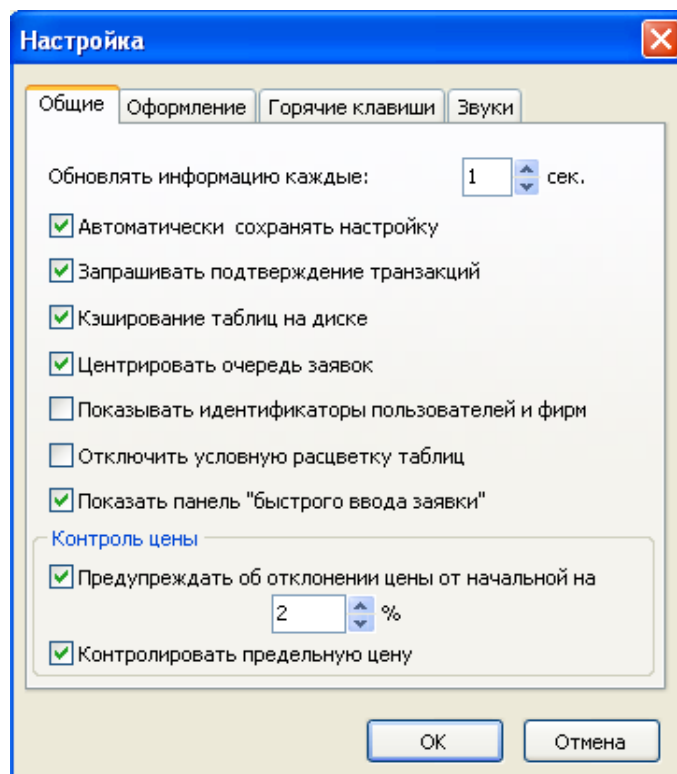 Настройка
Общие Оформление Горячие клавиши Звуки
Обновлять информацию каждые: 1 сек.
Автоматически сохранять настройку
Запрашивать подтверждение транзакций
Кэширование таблиц на диске
Центрировать очередь заявок
Показывать идентификаторы пользователей и фирм
Отключить условную расцветку таблиц
Показать панель "быстрого ввода заявки"
Контроль цены
Предупреждать об отклонении цены от начальной на
2 %
Контролировать предельную цену
ОК Отмена